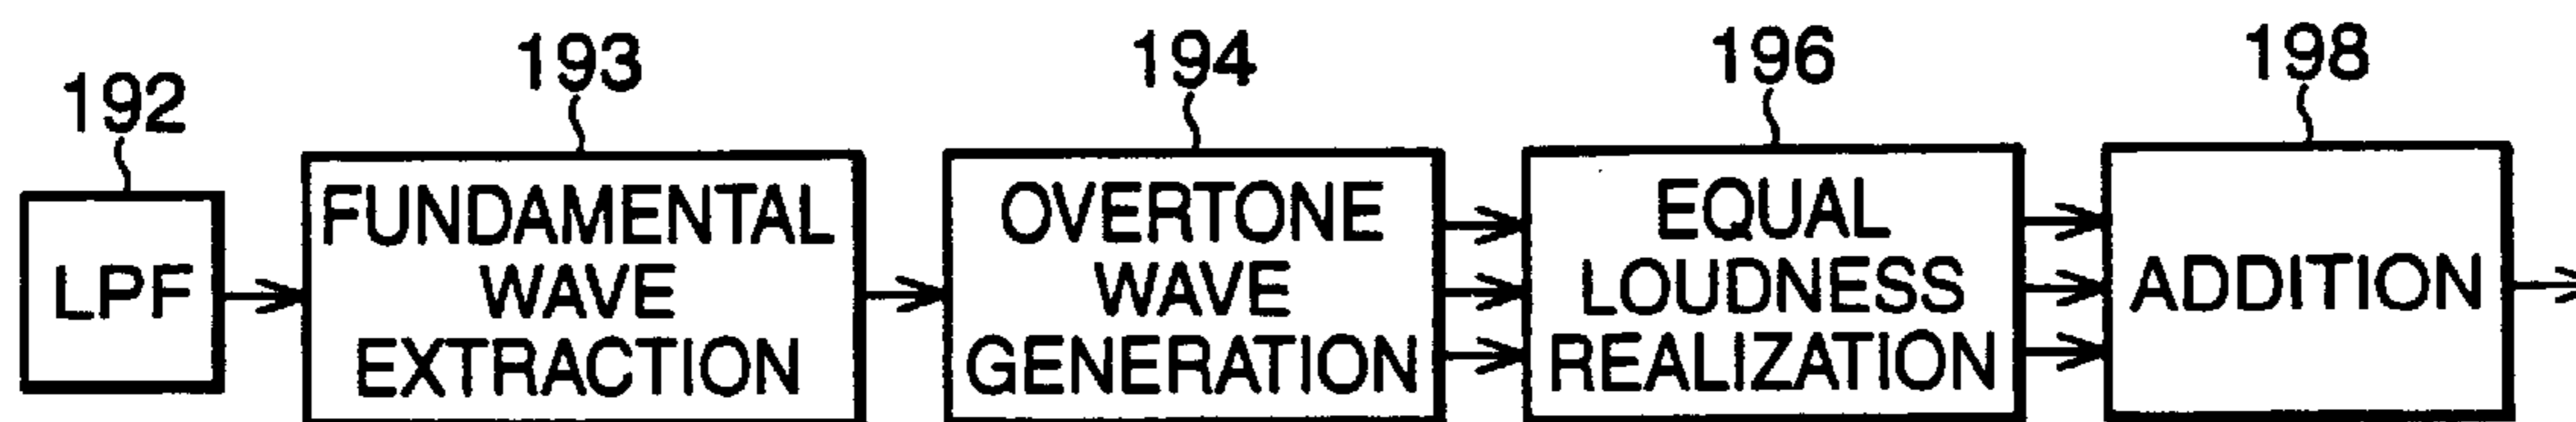 192
193
194
196
198
LPF
FUNDAMENTAL
WAVE
EXTRACTION
OVERTONE
WAVE
GENERATION
EQUAL
LOUDNESS
REALIZATION
ADDITION